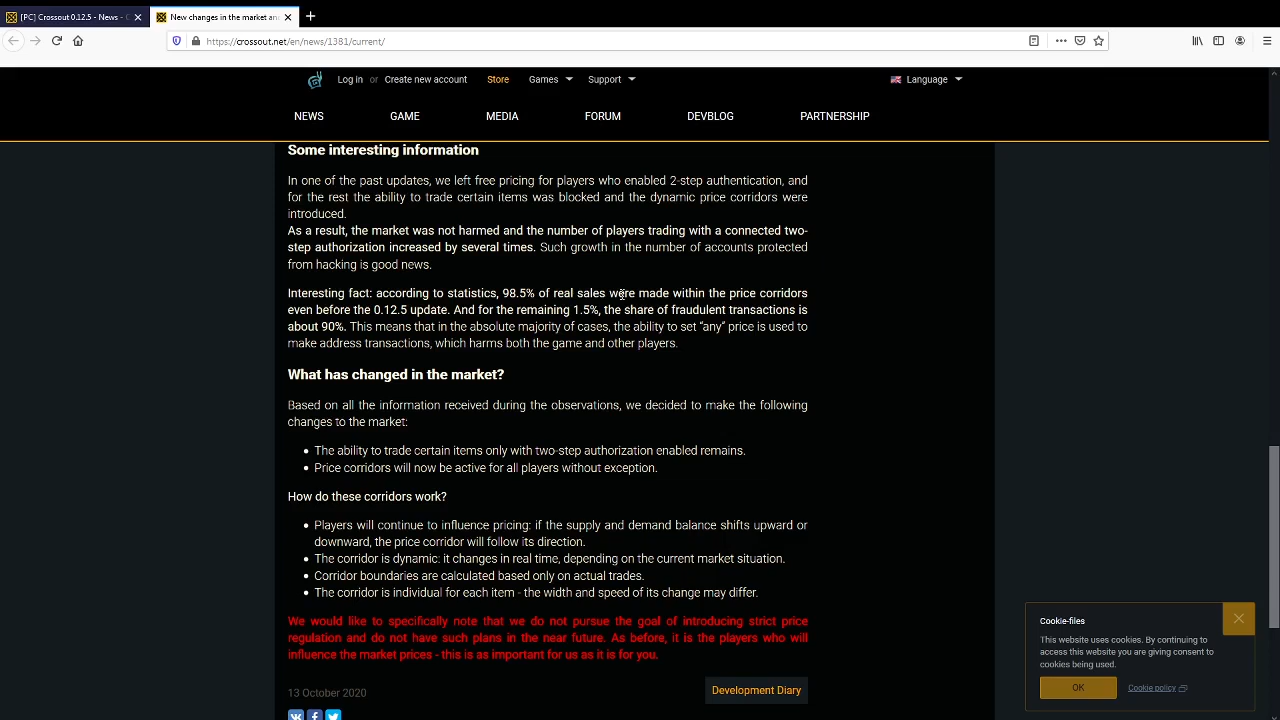 [PC] Crossout 0.12.5 - News -
New changes in the market and
https://crossout.net/en/news/1381/current/
Log in or Create new account Store Games Support Language
NEWS GAME MEDIA FORUM DEVBLOG PARTNERSHIP
Some interesting information
In one of the past updates, we left free pricing for players who enabled 2-step authentication, and
for the rest the ability to trade certain items was blocked and the dynamic price corridors were
introduced.
As a result, the market was not harmed and the number of players trading with a connected two-
step authorization increased by several times. Such growth in the number of accounts protected
from hacking is good news.
Interesting fact: according to statistics, 98.5% of real sales were made within the price corridors
even before the 0.12.5 update. And for the remaining 1.5%, the share of fraudulent transactions is
about 90%. This means that in the absolute majority of cases, the ability to set “any” price is used to
make address transactions, which harms both the game and other players.
What has changed in the market?
Based on all the information received during the observations, we decided to make the following
changes to the market:
• The ability to trade certain items only with two-step authorization enabled remains.
• Price corridors will now be active for all players without exception.
How do these corridors work?
• Players will continue to influence pricing: if the supply and demand balance shifts upward or
downward, the price corridor will follow its direction.
• The corridor is dynamic: it changes in real time, depending on the current market situation.
• Corridor boundaries are calculated based only on actual trades.
• The corridor is individual for each item - the width and speed of its change may differ.
We would like to specifically note that we do not pursue the goal of introducing strict price
regulation and do not have such plans in the near future. As before, it is the players who will
influence the market prices - this is as important for us as it is for you.
13 October 2020
Development Diary
Cookie-files
This website uses cookies. By continuing to
access this website you are giving consent to
cookies being used.
OK Cookie policy